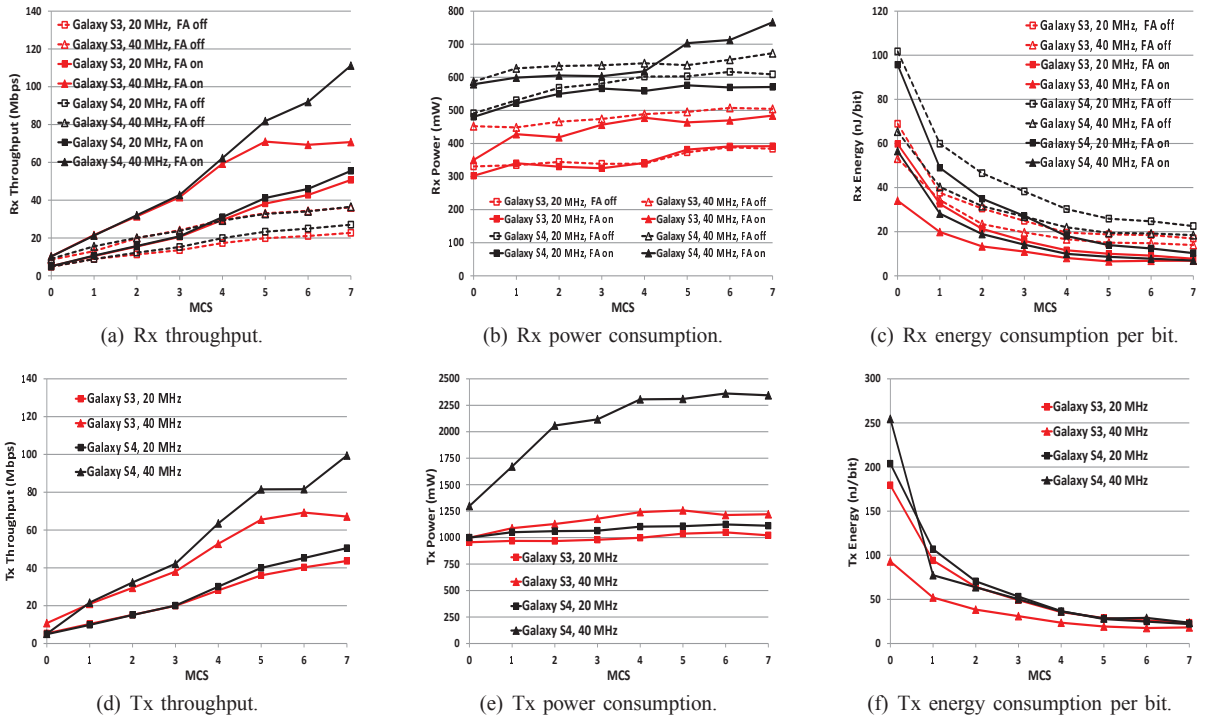 140
120
100
80
60
40
20
0
Rx Throughput (Mbps)
Galaxy S3, 20 MHz, FA off
Galaxy S3, 40 MHz, FA off
Galaxy S3, 20 MHz, FA on
Galaxy S3, 40 MHz, FA on
Galaxy S4, 20 MHz, FA off
Galaxy S4, 40 MHz, FA off
Galaxy S4, 20 MHz, FA on
Galaxy S4, 40 MHz, FA on
0 1 2 3 4 5 6 7
MCS
(a) Rx throughput.
800
700
600
500
400
300
200
100
0
Rx Power (mW)
Galaxy S3, 20 MHz, FA off
Galaxy S3, 40 MHz, FA off
Galaxy S3, 20 MHz, FA on
Galaxy S3, 40 MHz, FA on
Galaxy S4, 20 MHz, FA off
Galaxy S4, 40 MHz, FA off
Galaxy S4, 20 MHz, FA on
Galaxy S4, 40 MHz, FA on
0 1 2 3 4 5 6 7
MCS
(b) Rx power consumption.
120
100
80
60
40
20
0
Rx Energy (nJ/bit)
Galaxy S3, 20 MHz, FA off
Galaxy S3, 40 MHz, FA off
Galaxy S3, 20 MHz, FA on
Galaxy S3, 40 MHz, FA on
Galaxy S4, 20 MHz, FA off
Galaxy S4, 40 MHz, FA off
Galaxy S4, 20 MHz, FA on
Galaxy S4, 40 MHz, FA on
0 1 2 3 4 5 6 7
MCS
(c) Rx energy consumption per bit.
140
120
100
80
60
40
20
0
Tx Throughput (Mbps)
Galaxy S3, 20 MHz
Galaxy S3, 40 MHz
Galaxy S4, 20 MHz
Galaxy S4, 40 MHz
0 1 2 3 4 5 6 7
MCS
(d) Tx throughput.
2500
2250
2000
1750
1500
1250
1000
750
500
250
0
Tx Power (mW)
Galaxy S3, 20 MHz
Galaxy S3, 40 MHz
Galaxy S4, 20 MHz
Galaxy S4, 40 MHz
0 1 2 3 4 5 6 7
MCS
(e) Tx power consumption.
300
250
200
150
100
50
0
Tx Energy (nJ/bit)
Galaxy S3, 20 MHz
Galaxy S3, 40 MHz
Galaxy S4, 20 MHz
Galaxy S4, 40 MHz
0 1 2 3 4 5 6 7
MCS
(f) Tx energy consumption per bit.